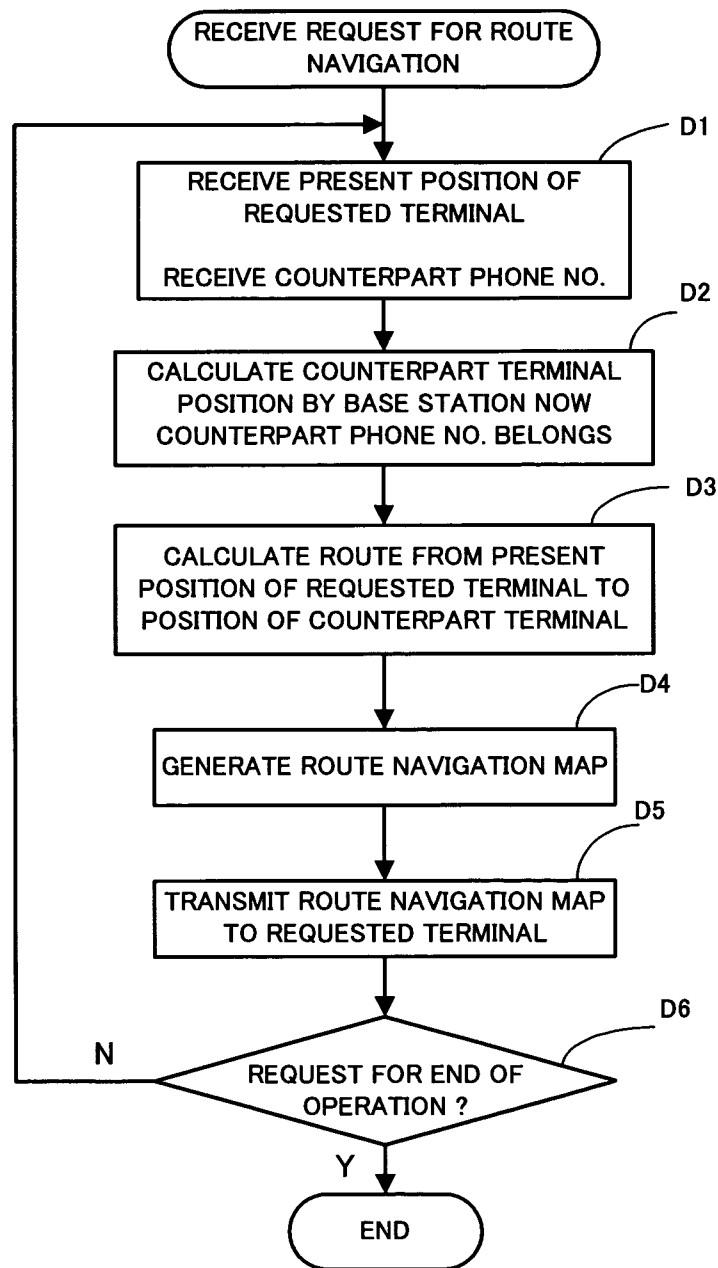 RECEIVE REQUEST FOR ROUTE
NAVIGATION
D1
RECEIVE PRESENT POSITION OF
REQUESTED TERMINAL
RECEIVE COUNTERPART PHONE NO.
D2
CALCULATE COUNTERPART TERMINAL
POSITION BY BASE STATION NOW
COUNTERPART PHONE NO. BELONGS
D3
CALCULATE ROUTE FROM PRESENT
POSITION OF REQUESTED TERMINAL TO
POSITION OF COUNTERPART TERMINAL
D4
GENERATE ROUTE NAVIGATION MAP
D5
TRANSMIT ROUTE NAVIGATION MAP
TO REQUESTED TERMINAL
D6
N
REQUEST FOR END OF
OPERATION ?
Y
END